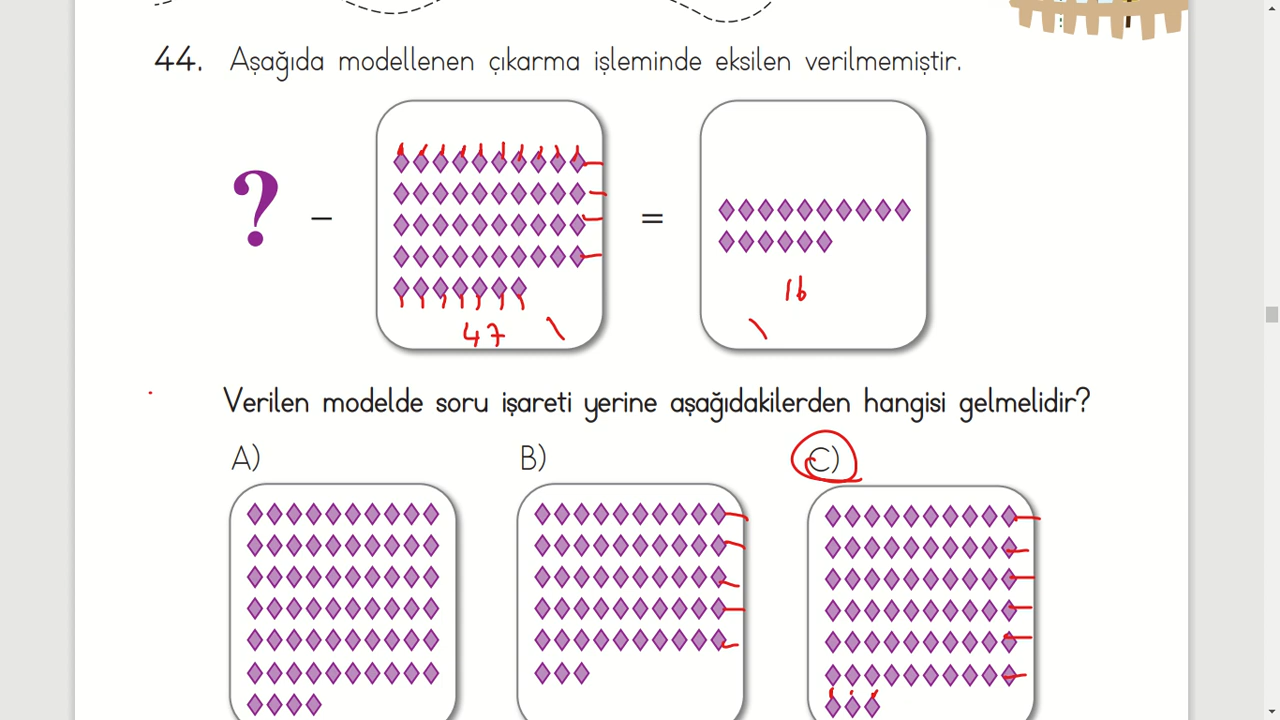 44. Aşağıda modellenen çıkarma işleminde eksilen verilmemiştir.
? - =
47
16
Verilen modelde soru işareti yerine aşağıdakilerden hangisi gelmelidir?
A) B) C)